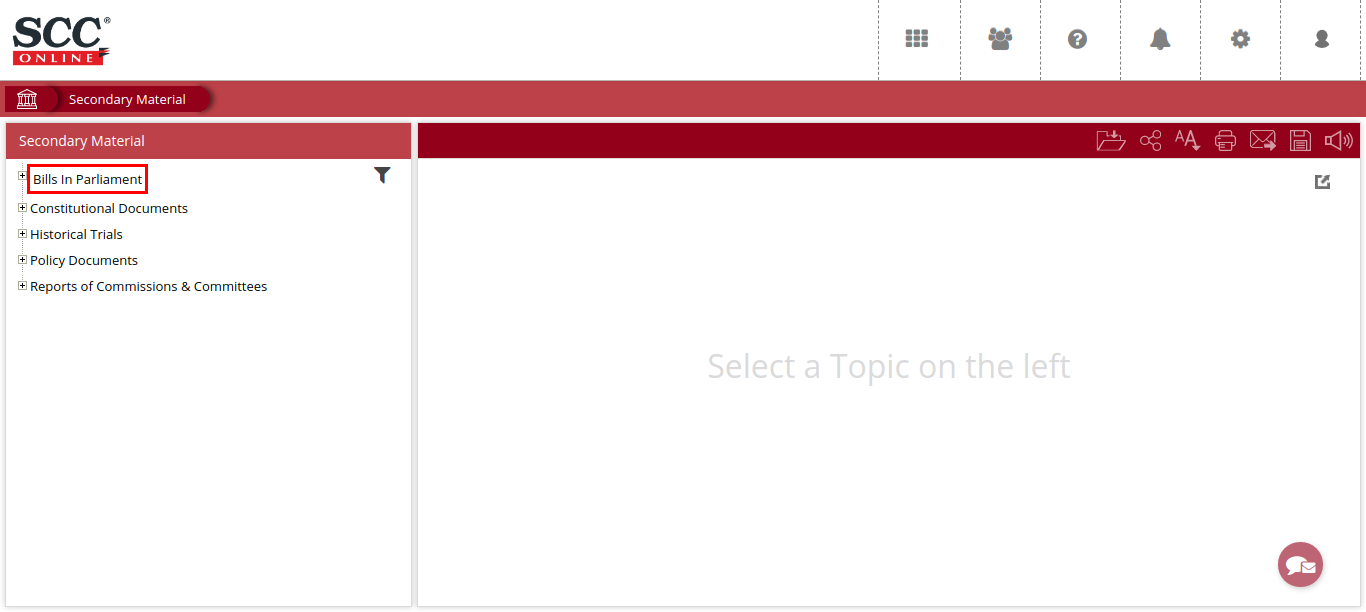 SCC®
ONLINE
Secondary Material
Secondary Material
Bills In Parliament
Constitutional Documents
Historical Trials
Policy Documents
Reports of Commissions & Committees
AA
Select a Topic on the left